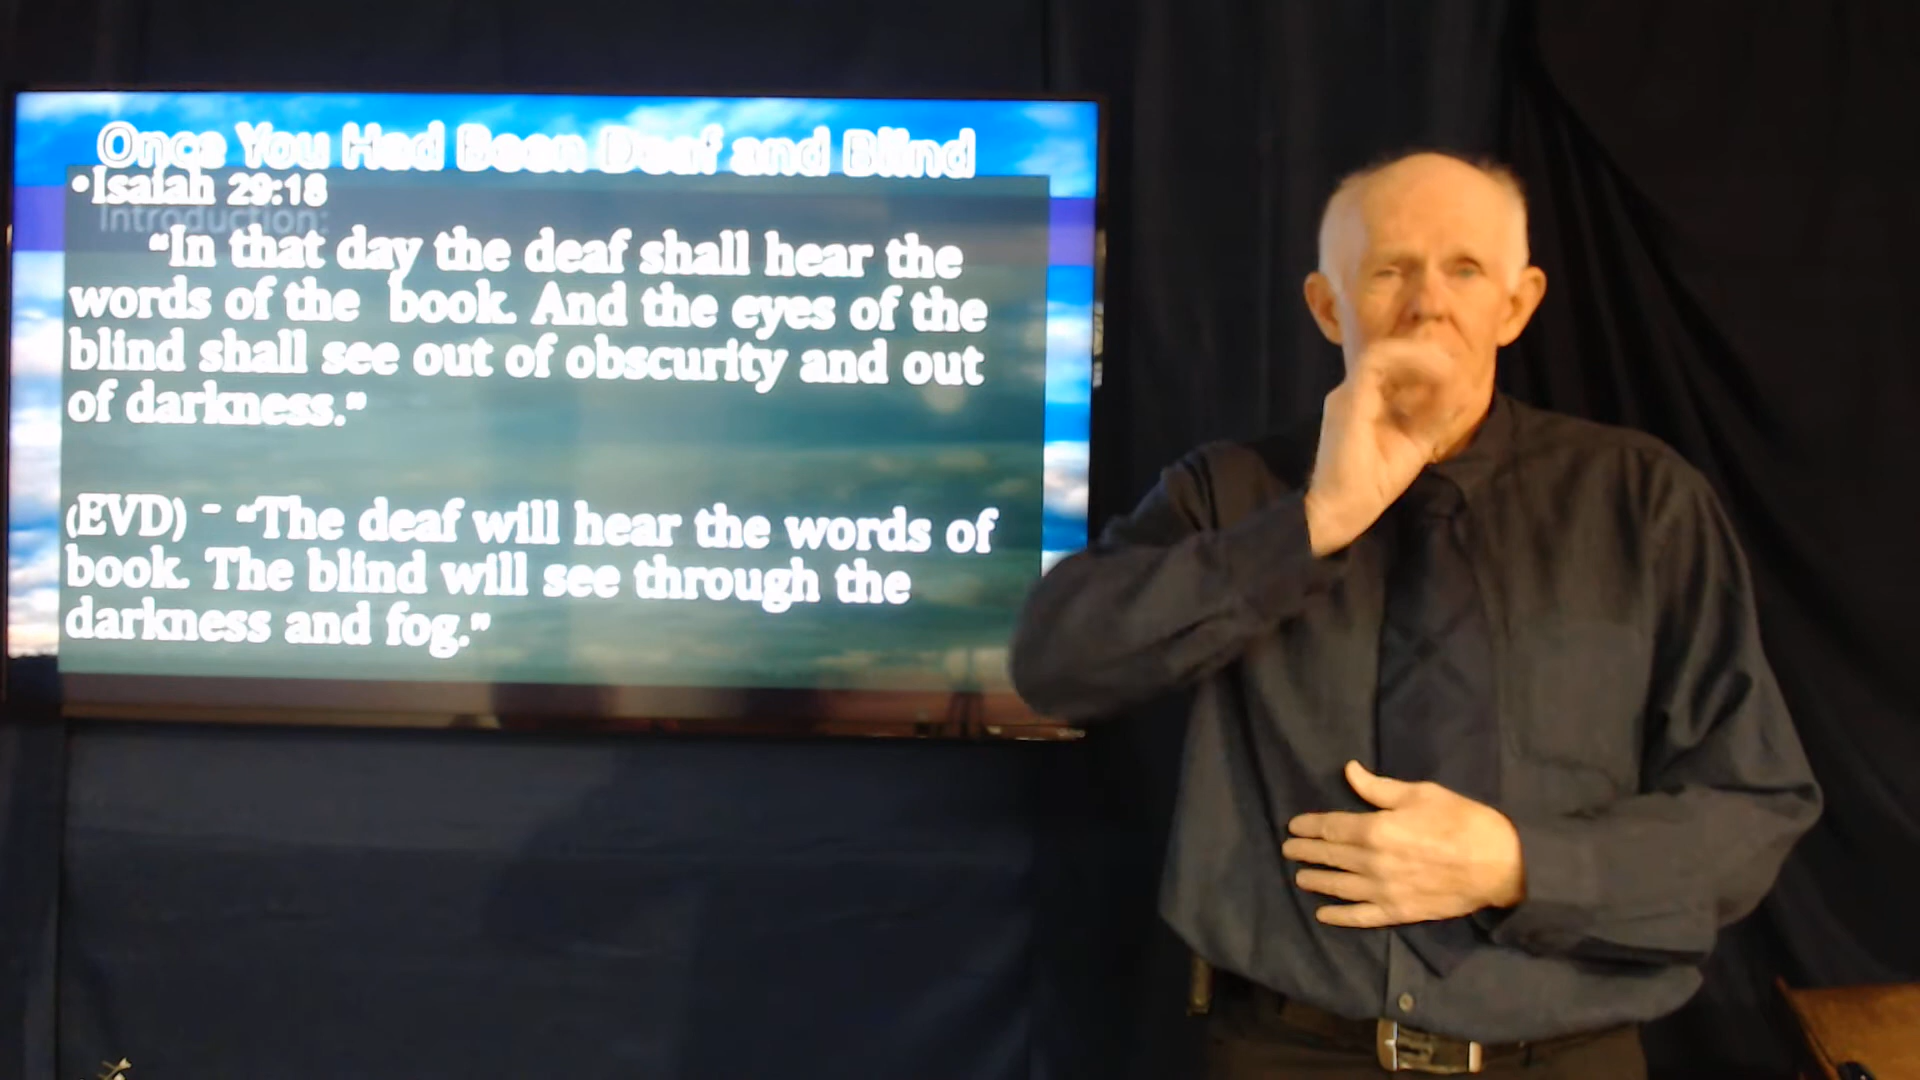 Once You Had Been Deaf and Blind
•Isaiah 29:18
Introduction:
“In that day the deaf shall hear the
words of the book. And the eyes of the
blind shall see out of obscurity and out
of darkness.”
(EVD) - “The deaf will hear the words of
book. The blind will see through the
darkness and fog.”